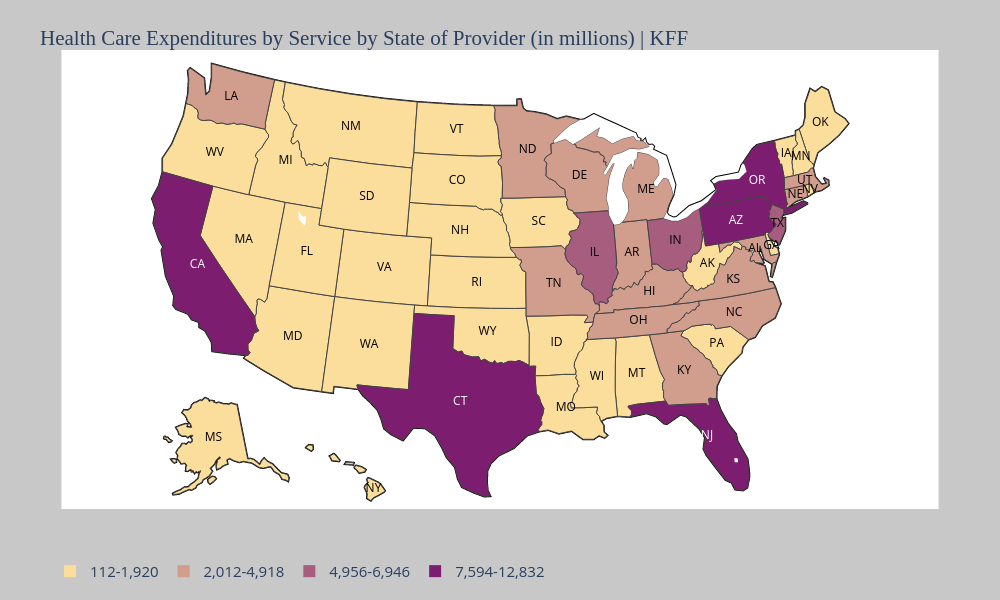 Health Care Expenditures by Service by State of Provider (in millions) | KFF
LA
NM
VT
ND
OK
WV
MI
CO
SD
DE
ME
IA
MN
OR
UT
NE
NV
NH
SC
AZ
TX
MA
FL
VA
CA
IL
AR
IN
AL
GA
AK
KS
RI
TN
HI
MD
WA
WY
OH
NC
ID
PA
WI
MT
KY
CT
MO
NJ
MS
NY
112-1,920
2,012-4,918
4,956-6,946
7,594-12,832